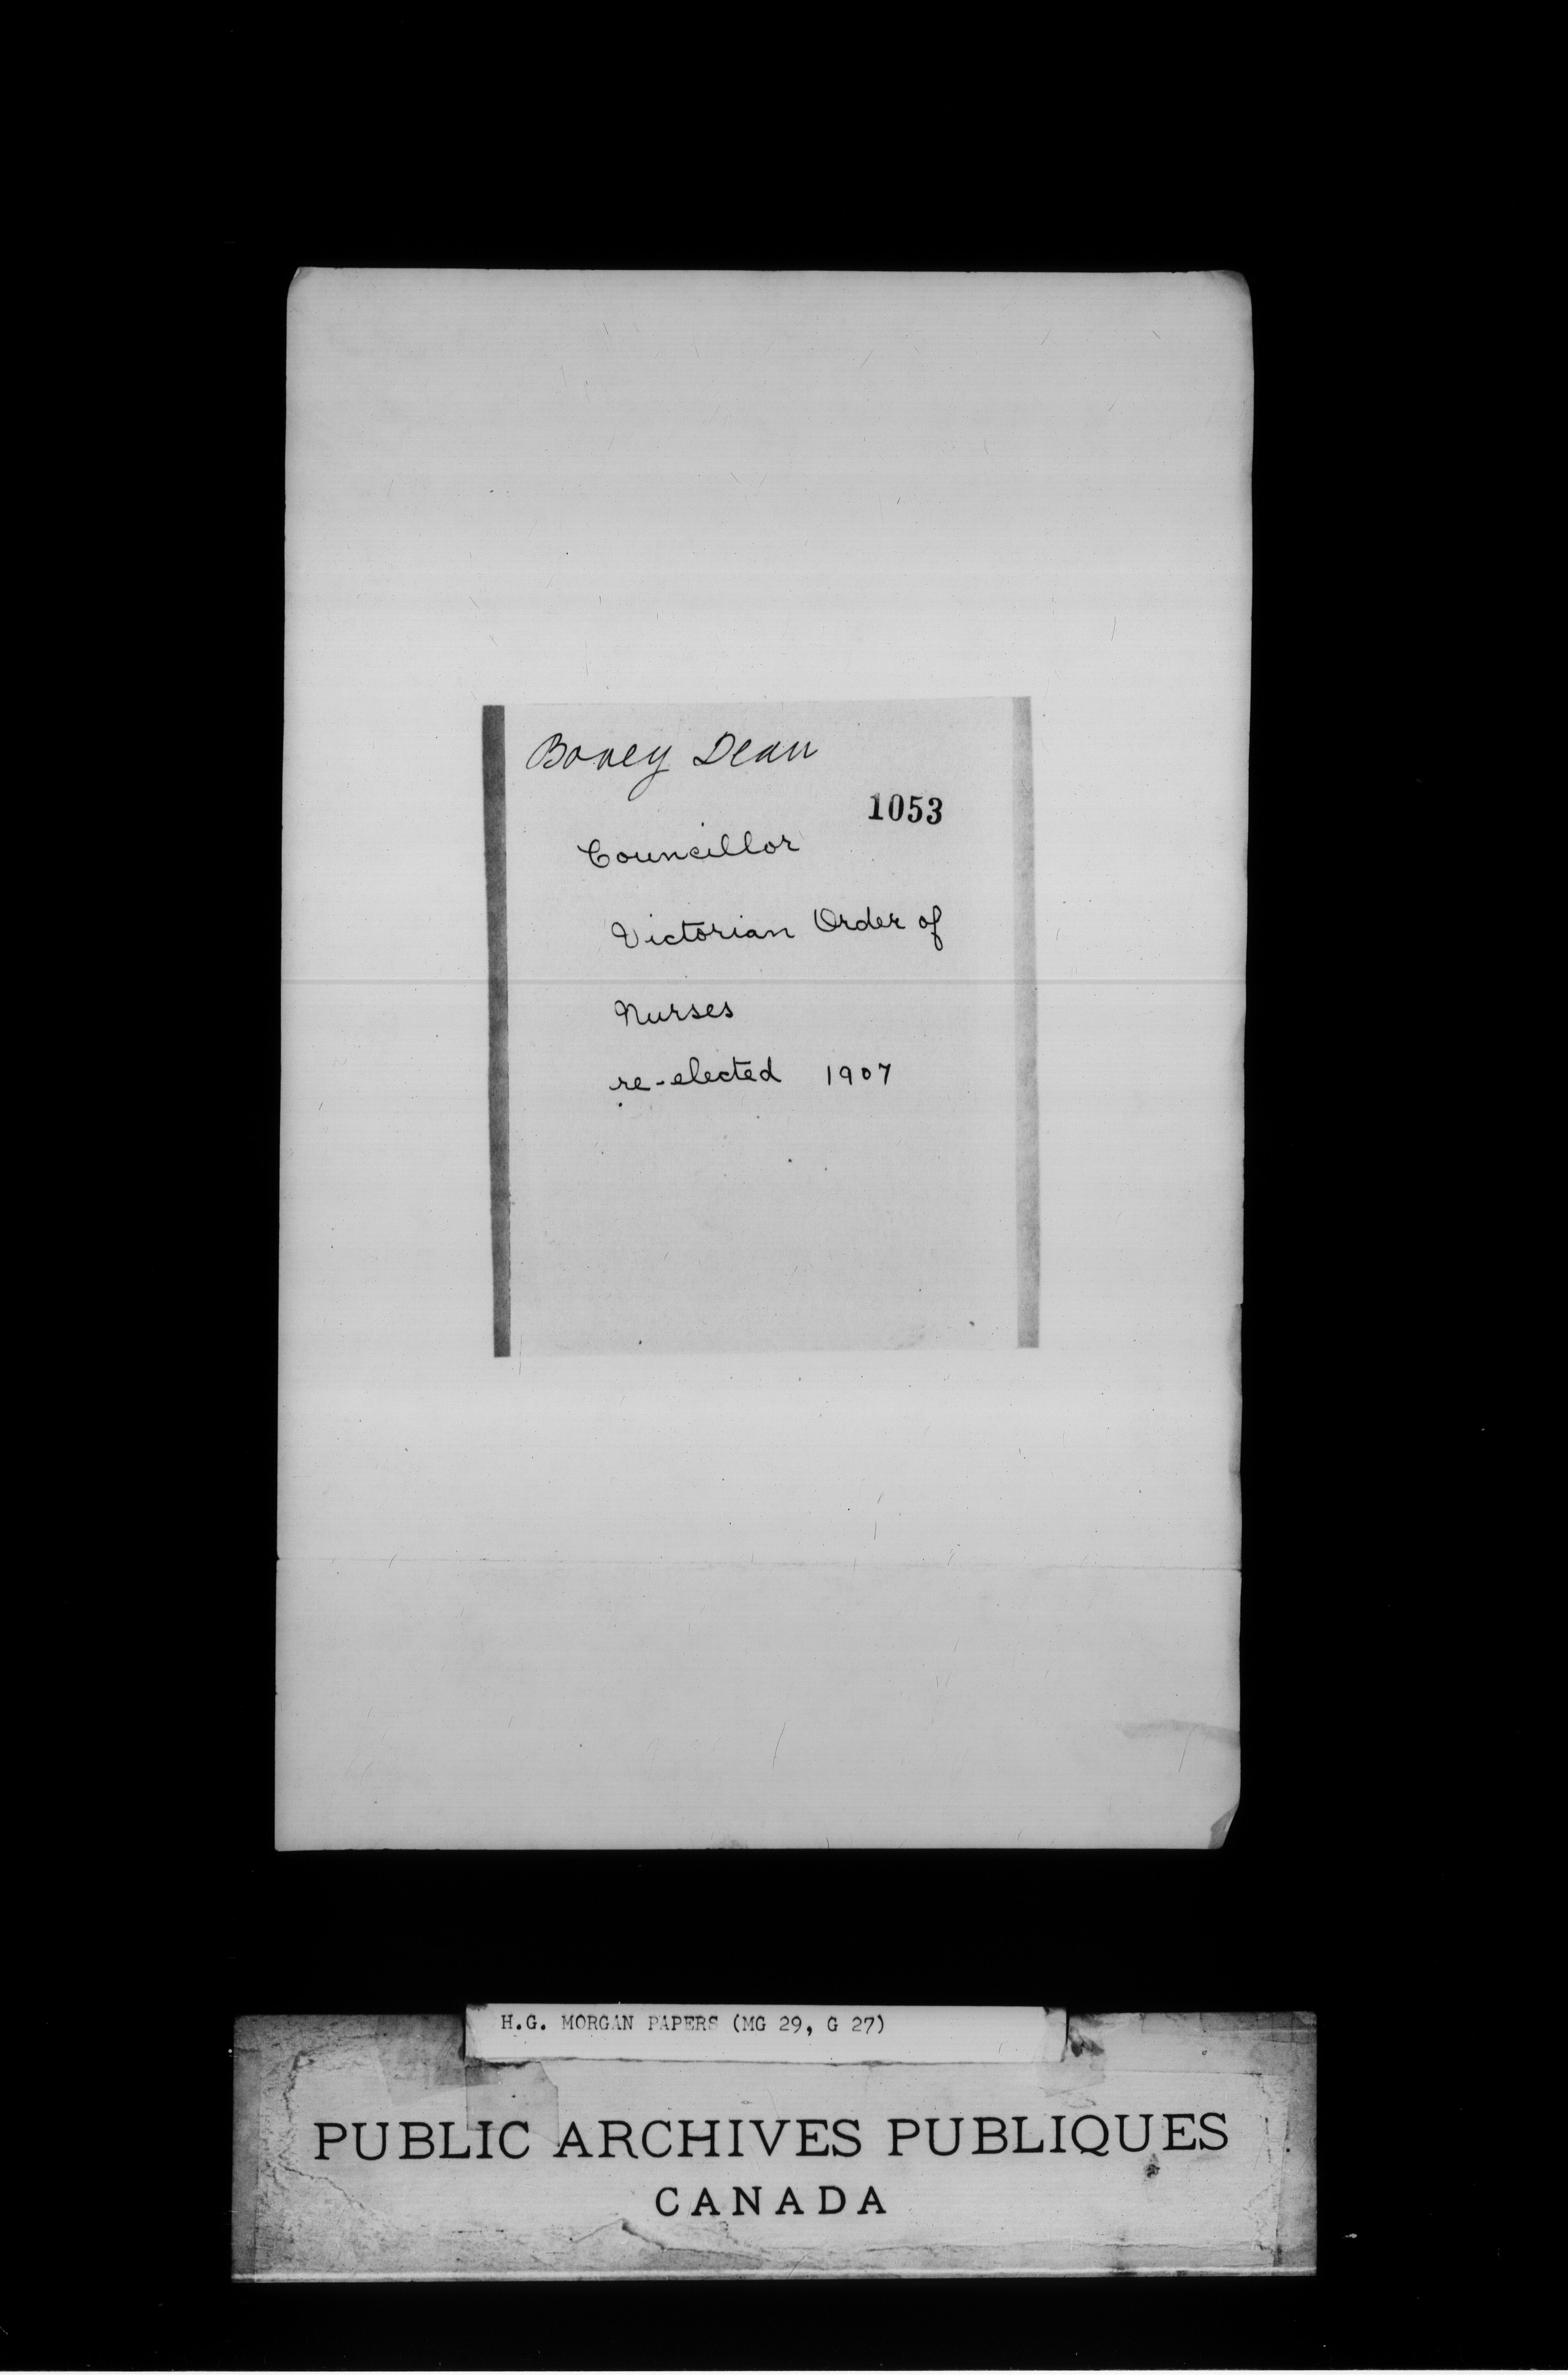 Bovey Dean
1053
Councillor
Victorian Order of
Nurses
re-elected 1907
H.G. MORGAN PAPERS (MG 29, G 27)
PUBLIC ARCHIVES PUBLIQUES
CANADA